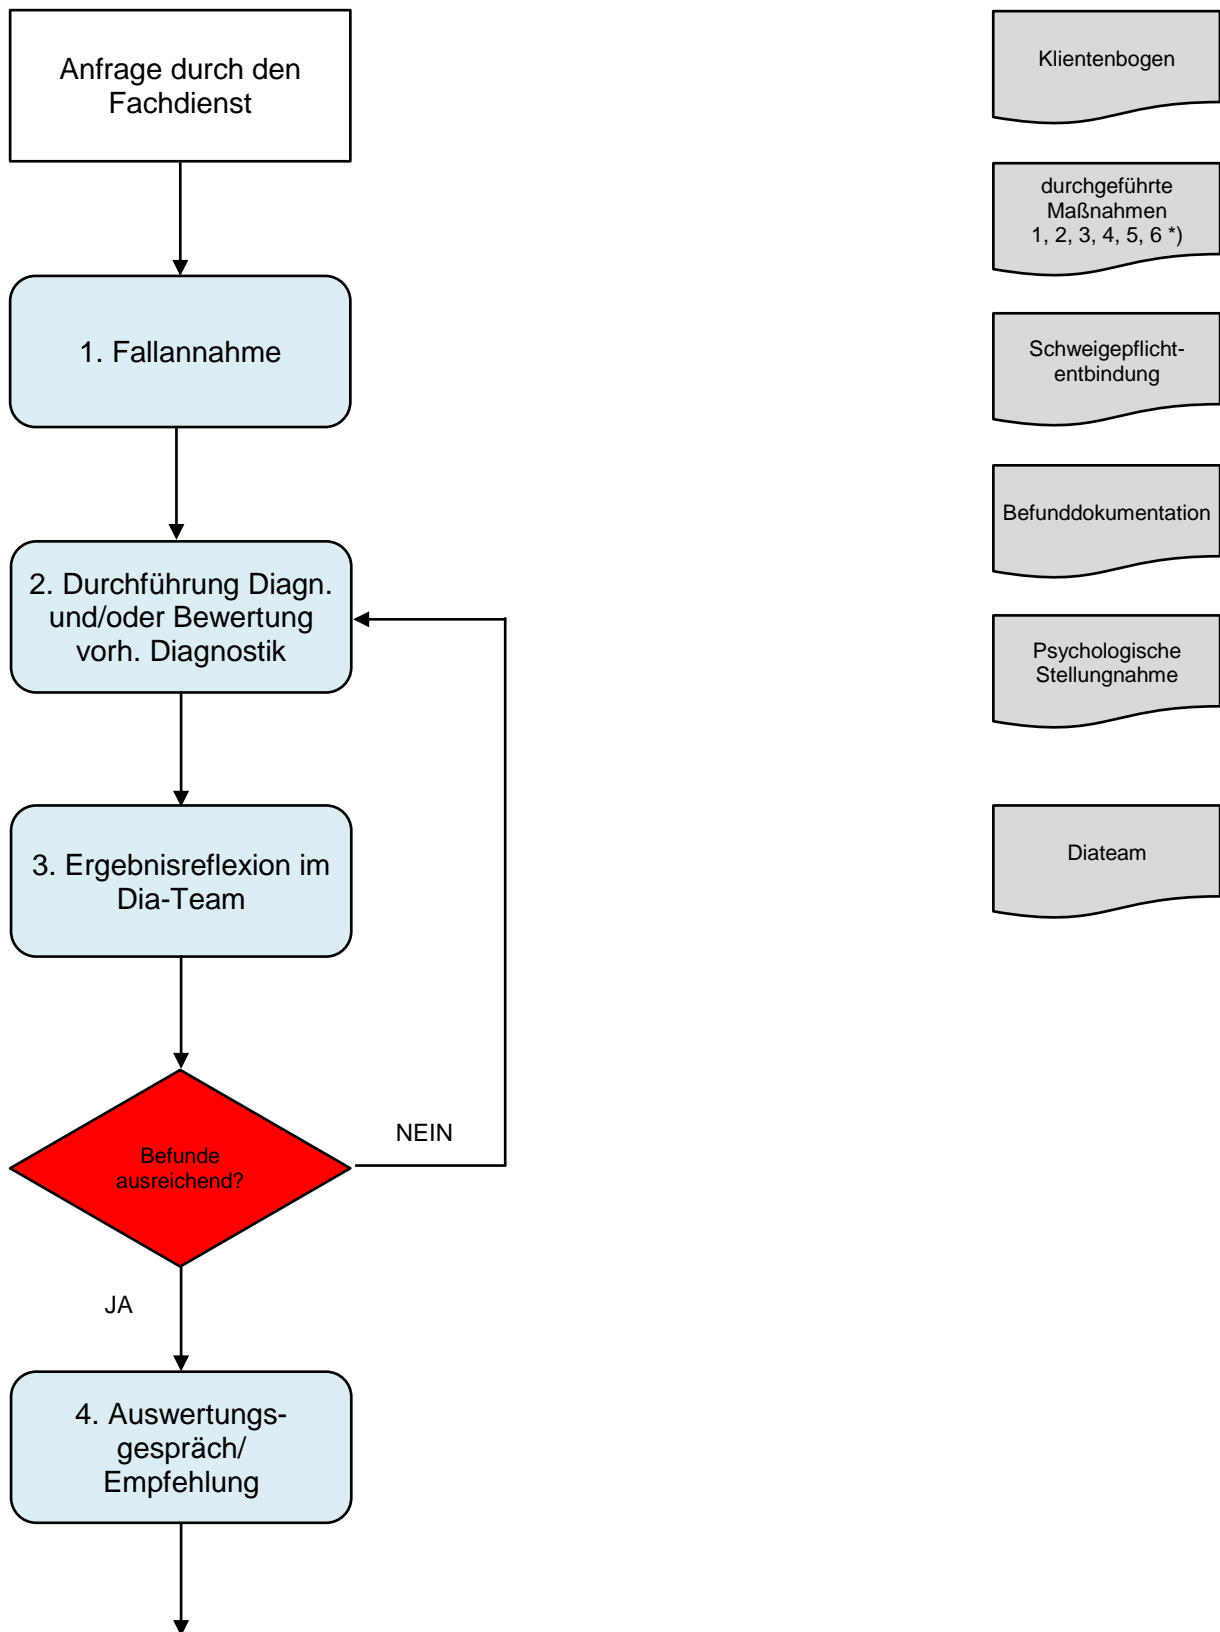 Anfrage durch den
Fachdienst
1. Fallannahme
2. Durchführung Diagn.
und/oder Bewertung
vorh. Diagnostik
3. Ergebnisreflexion im
Dia-Team
Befunde
ausreichend?
NEIN
JA
4. Auswertungs-
gespräch/
Empfehlung
Klientenbogen
durchgeführte
Maßnahmen
1, 2, 3, 4, 5, 6 *)
Schweigepflicht-
entbindung
Befunddokumentation
Psychologische
Stellungnahme
Diateam